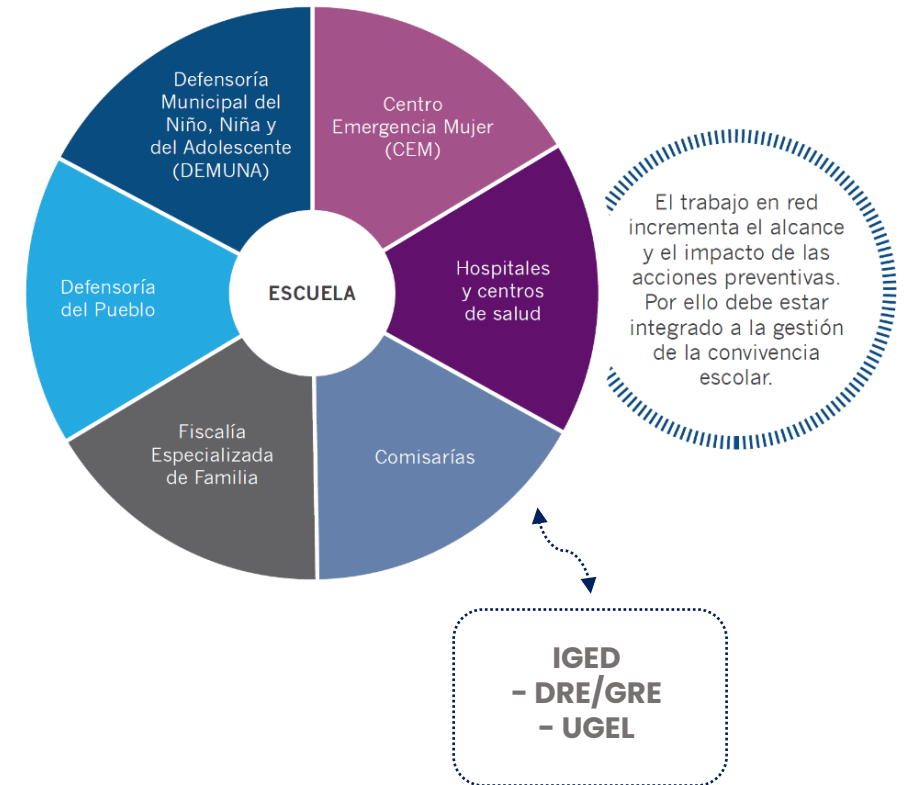 Defensoría
Municipal del
Niño, Niña y
del Adolescente
(DEMUNA)
Centro
Emergencia Mujer
(CEM)
Hospitales
y centros
de salud
Comisarías
Fiscalía
Especializada
de Familia
Defensoría
del Pueblo
ESCUELA
El trabajo en red
incrementa el alcance
y el impacto de las
acciones preventivas.
Por ello debe estar
integrado a la gestión
de la convivencia
escolar.
IGED
- DRE/GRE
- UGEL